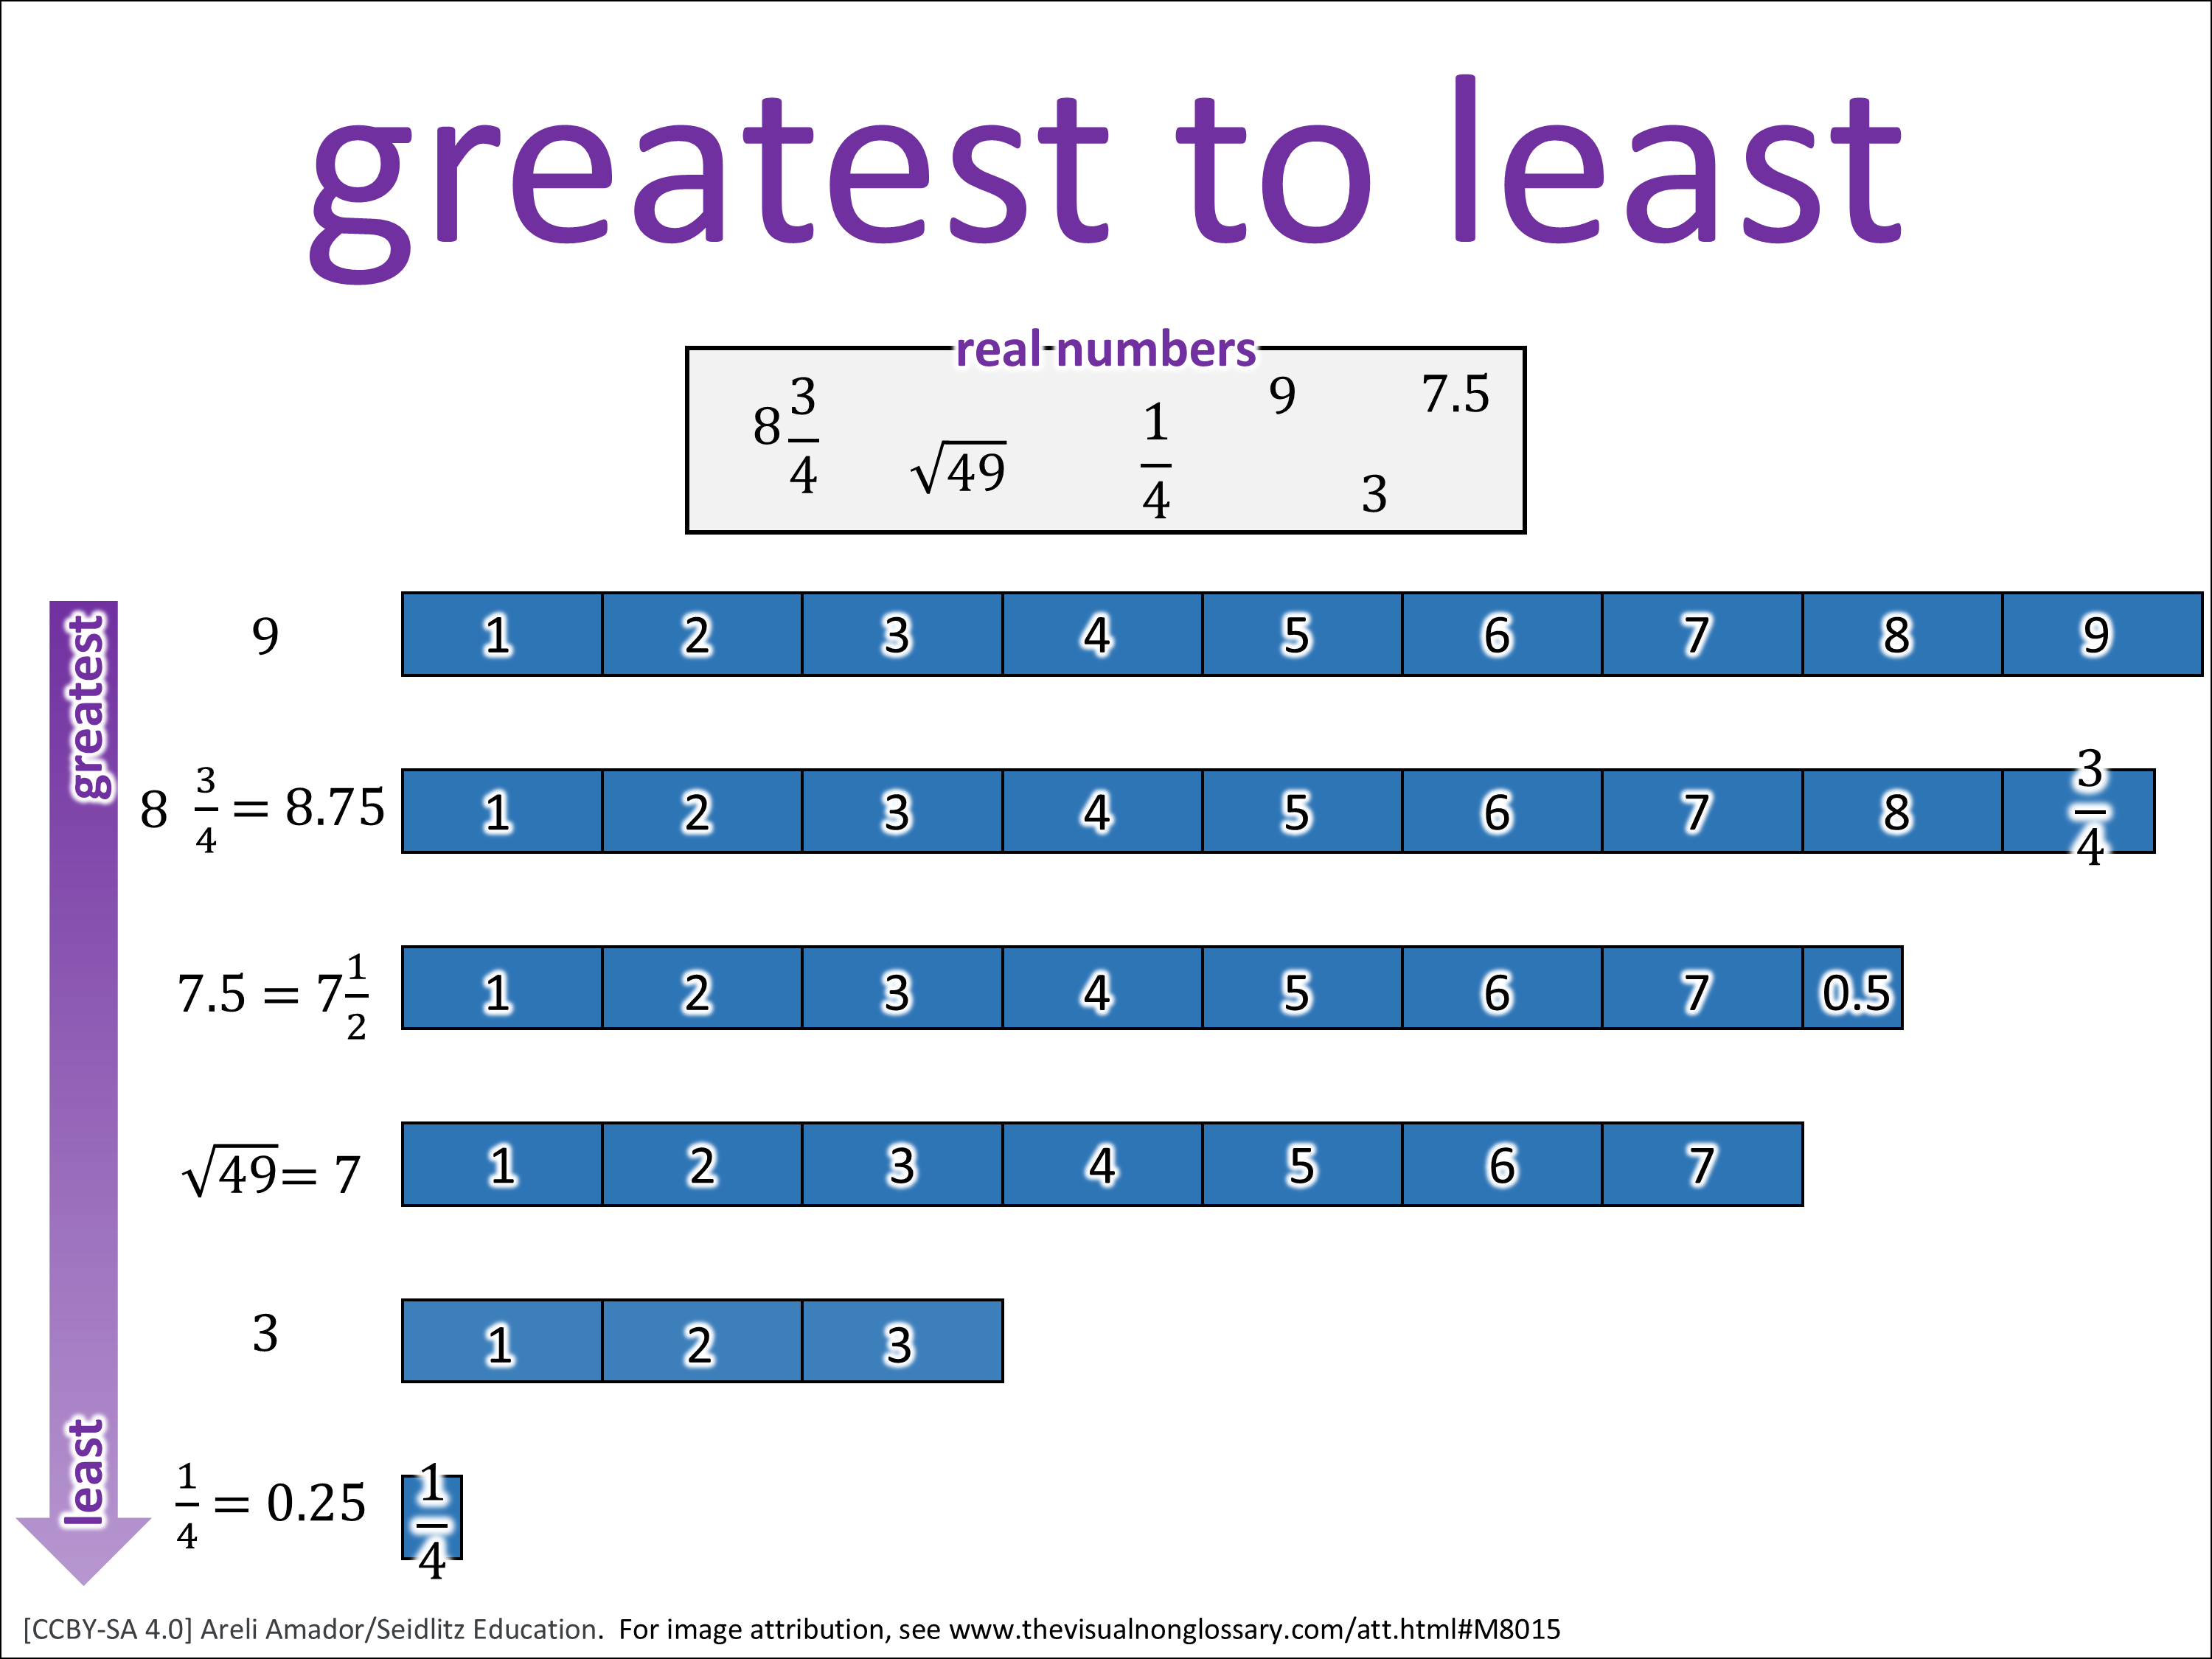 greatest to least
real numbers
8 3/4 √49 1/4 9 3 7.5
greatest
9 1 2 3 4 5 6 7 8 9
8 3/4 = 8.75 1 2 3 4 5 6 7 8 3/4
7.5 = 7 1/2 1 2 3 4 5 6 7 0.5
√49= 7 1 2 3 4 5 6 7
3 1 2 3
least
1/4 = 0.25 1/4
[CCBY-SA 4.0] Areli Amador/Seidlitz Education. For image attribution, see www.thevisualnonglossary.com/att.html#M8015